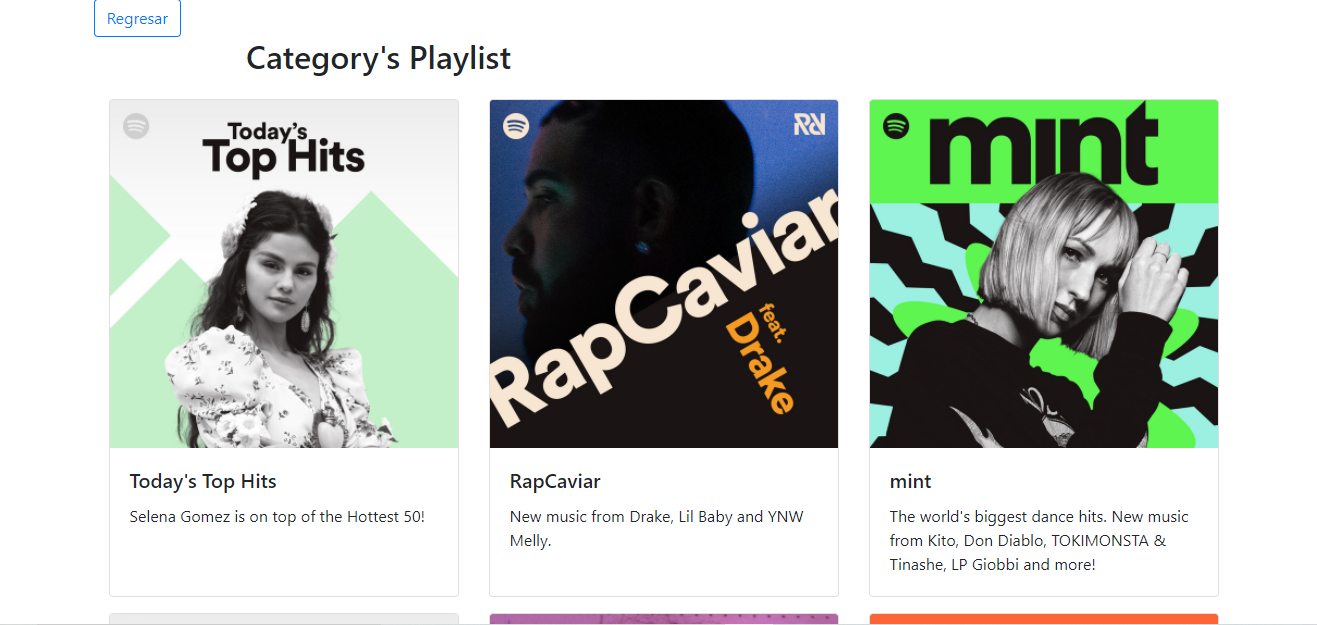 Regresar
Category's Playlist
Today's
Top Hits
RapCaviar
feat.
Drake
mint
Today's Top Hits
Selena Gomez is on top of the Hottest 50!
RapCaviar
New music from Drake, Lil Baby and YNW
Melly.
mint
The world's biggest dance hits. New music
from Kito, Don Diablo, TOKIMONSTA &
Tinashe, LP Giobbi and more!